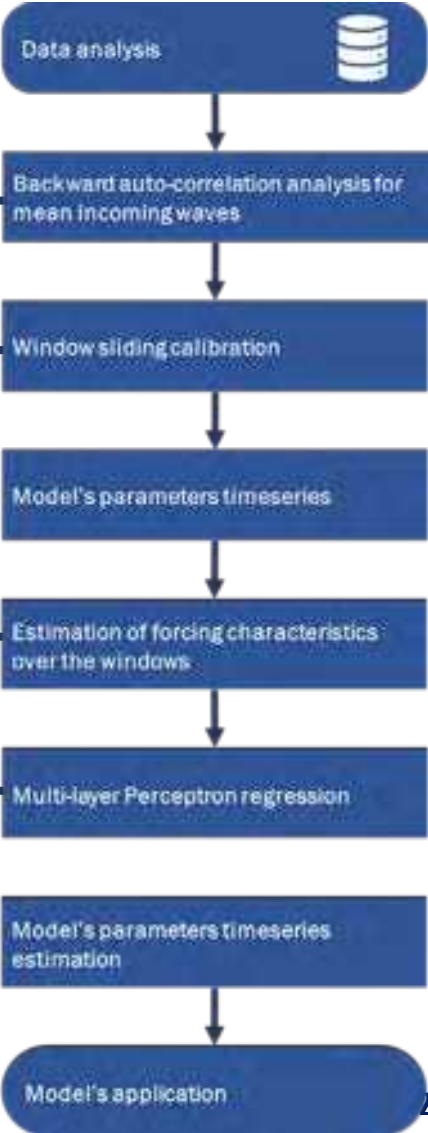 Data analysis
Backward auto-correlation analysis for
mean incoming waves
Window sliding calibration
Model's parameters timeseries
Estimation of forcing characteristics
over the windows
Multi-layer Perceptron regression
Model's parameters timeseries
estimation
Model's application